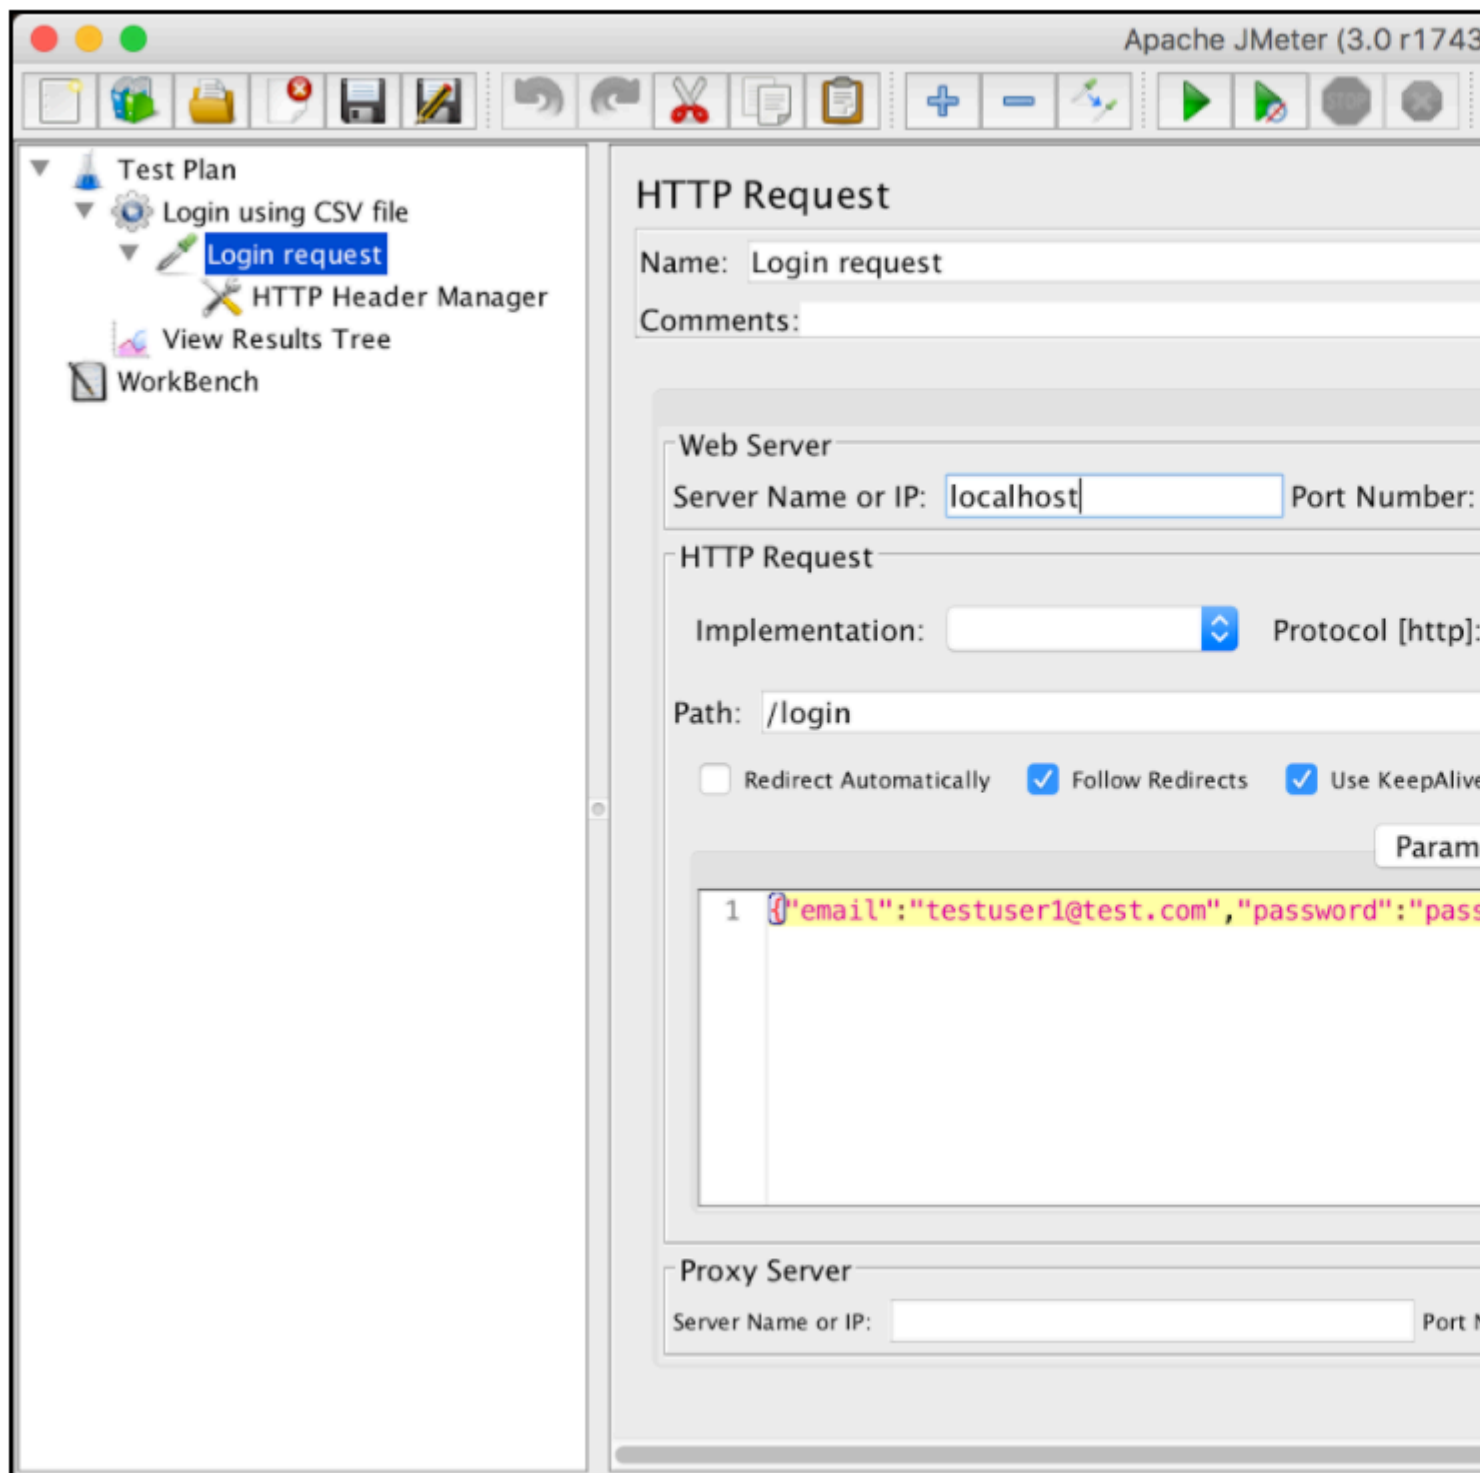 Apache JMeter (3.0 r1743
STOP
Test Plan
Login using CSV file
Login request
HTTP Header Manager
View Results Tree
WorkBench
HTTP Request
Name: Login request
Comments:
Web Server
Server Name or IP: localhost Port Number:
HTTP Request
Implementation: Protocol [http]:
Path: /login
Redirect Automatically Follow Redirects Use KeepAlive
Param
1 {"email":"testuser1@test.com","password":"pass
Proxy Server
Server Name or IP: Port